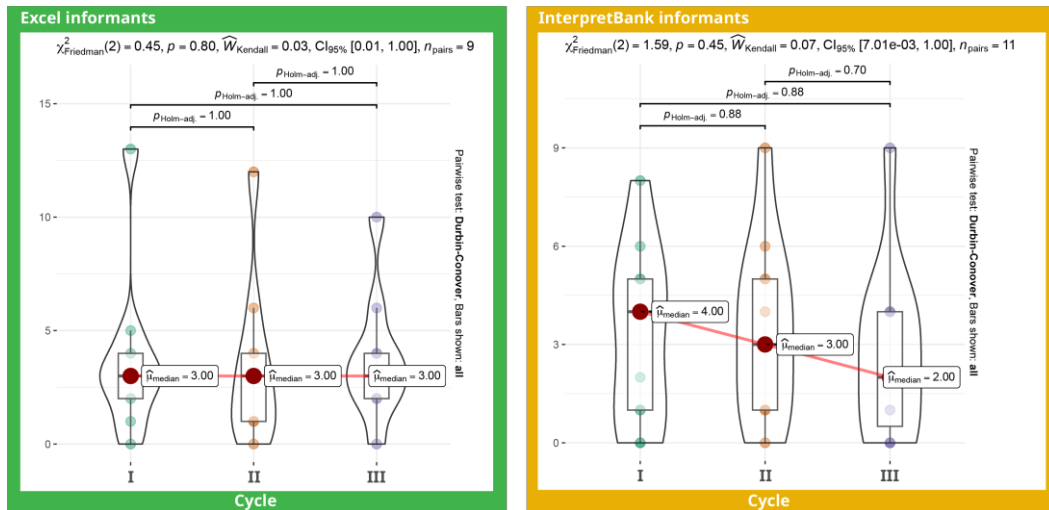 Excel informants
χ²Friedman(2) = 0.45, p = 0.80, ŴKendall = 0.03, CI95% [0.01, 1.00], npairs = 9
pHolm−adj. = 1.00
pHolm−adj. = 1.00
pHolm−adj. = 1.00
15
10
5
0
μ̂median = 3.00
μ̂median = 3.00
μ̂median = 3.00
Pairwise test: Durbin-Conover, Bars shown: all
I II III
Cycle
InterpretBank informants
χ²Friedman(2) = 1.59, p = 0.45, ŴKendall = 0.07, CI95% [7.01e-03, 1.00], npairs = 11
pHolm−adj. = 0.70
pHolm−adj. = 0.88
pHolm−adj. = 0.88
9
6
3
0
μ̂median = 4.00
μ̂median = 3.00
μ̂median = 2.00
Pairwise test: Durbin-Conover, Bars shown: all
I II III
Cycle